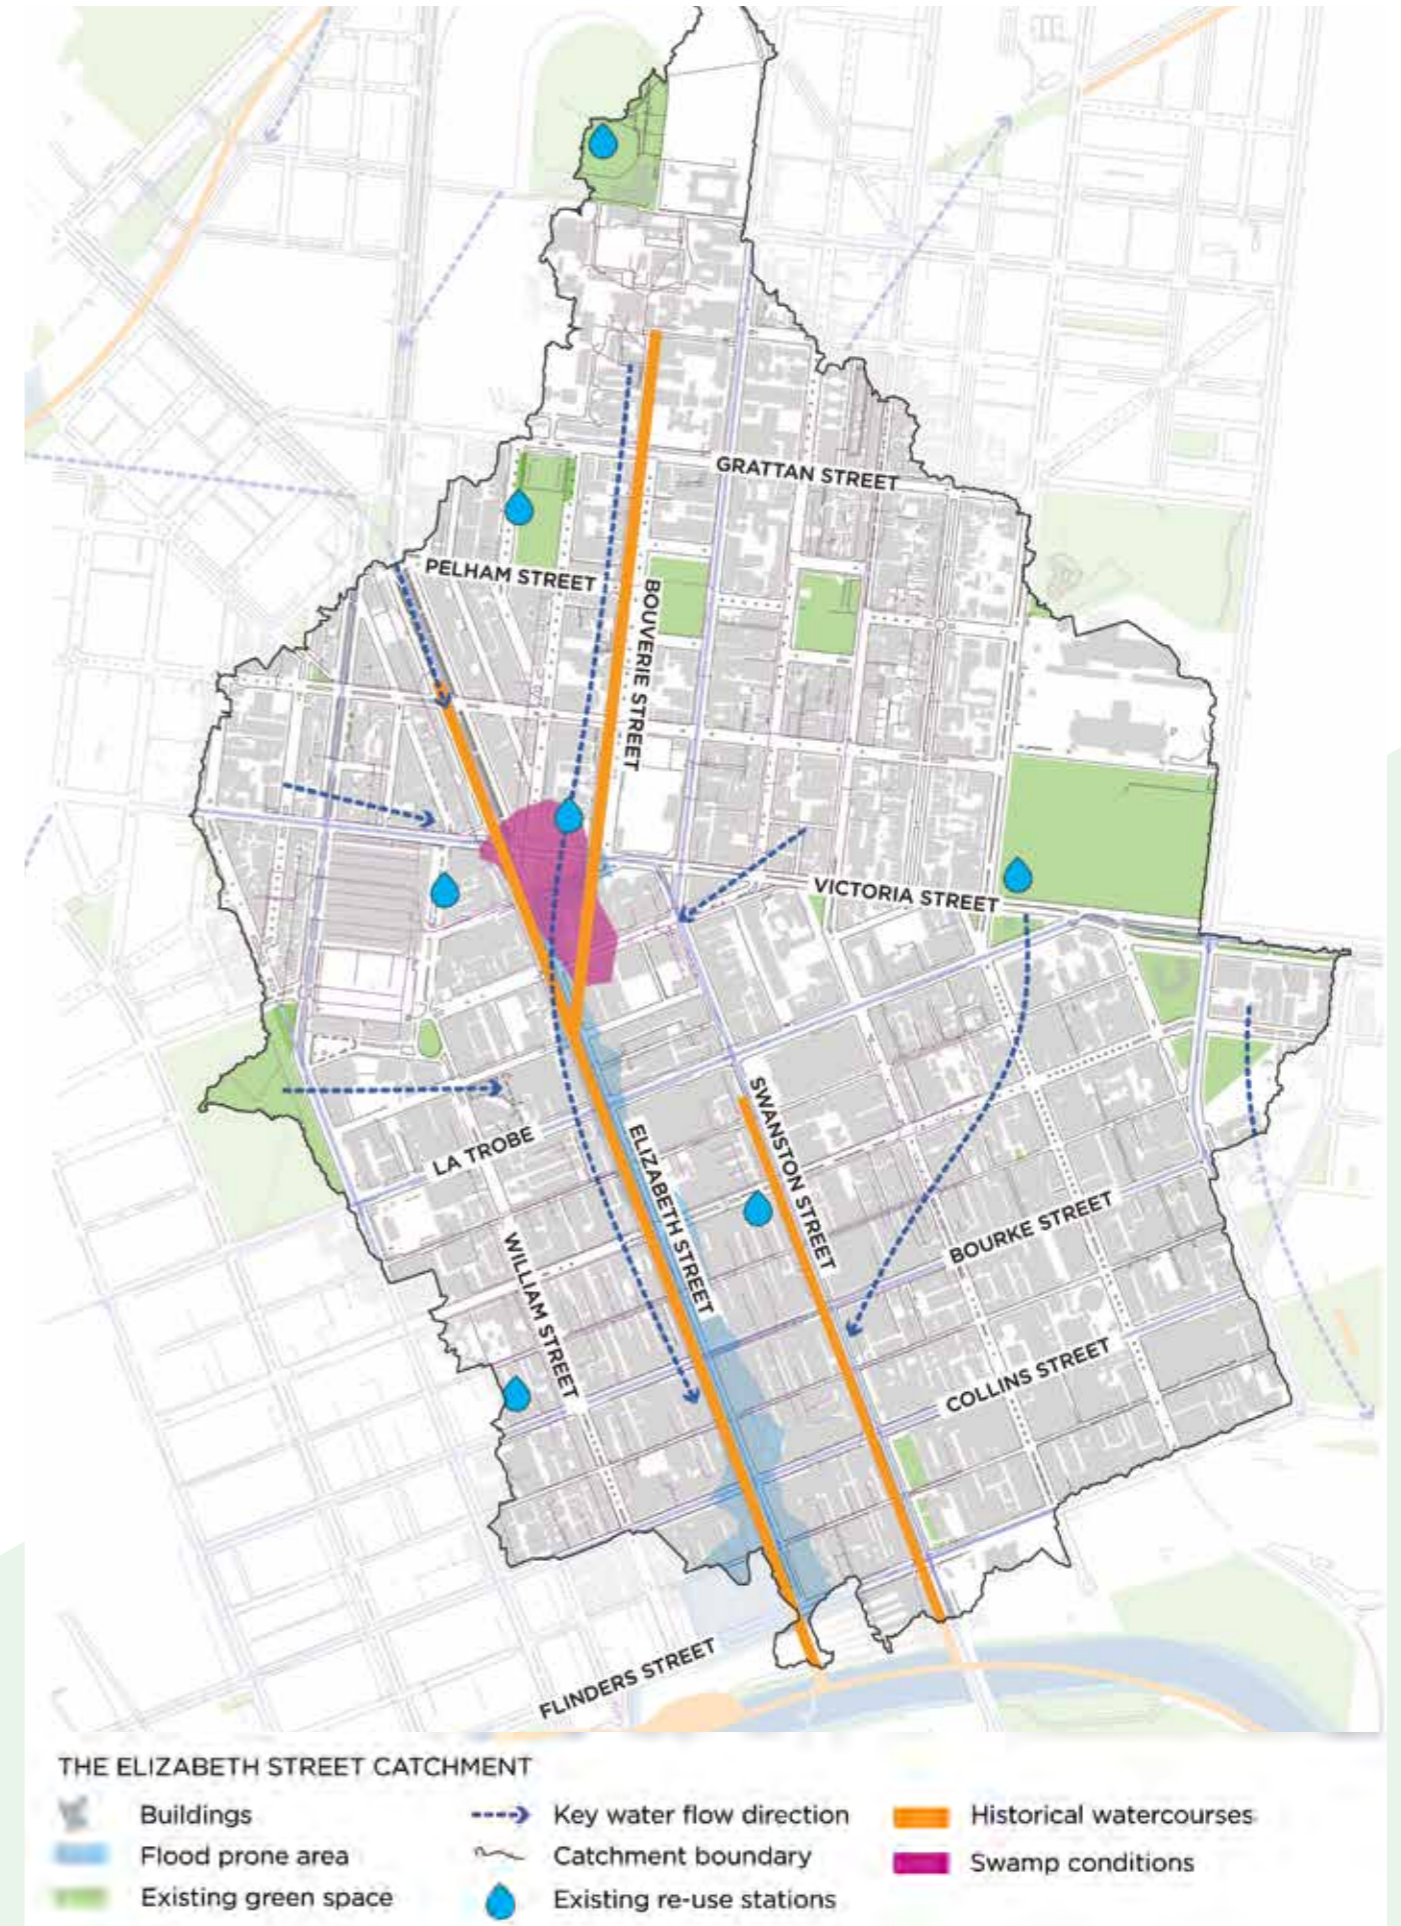 GRATTAN STREET
PELHAM STREET
BOUVERIE STREET
VICTORIA STREET
SWANSTON STREET
LA TROBE
ELIZABETH STREET
WILLIAM STREET
BOURKE STREET
COLLINS STREET
FLINDERS STREET
THE ELIZABETH STREET CATCHMENT
Buildings
Key water flow direction
Historical watercourses
Flood prone area
Catchment boundary
Swamp conditions
Existing green space
Existing re-use stations